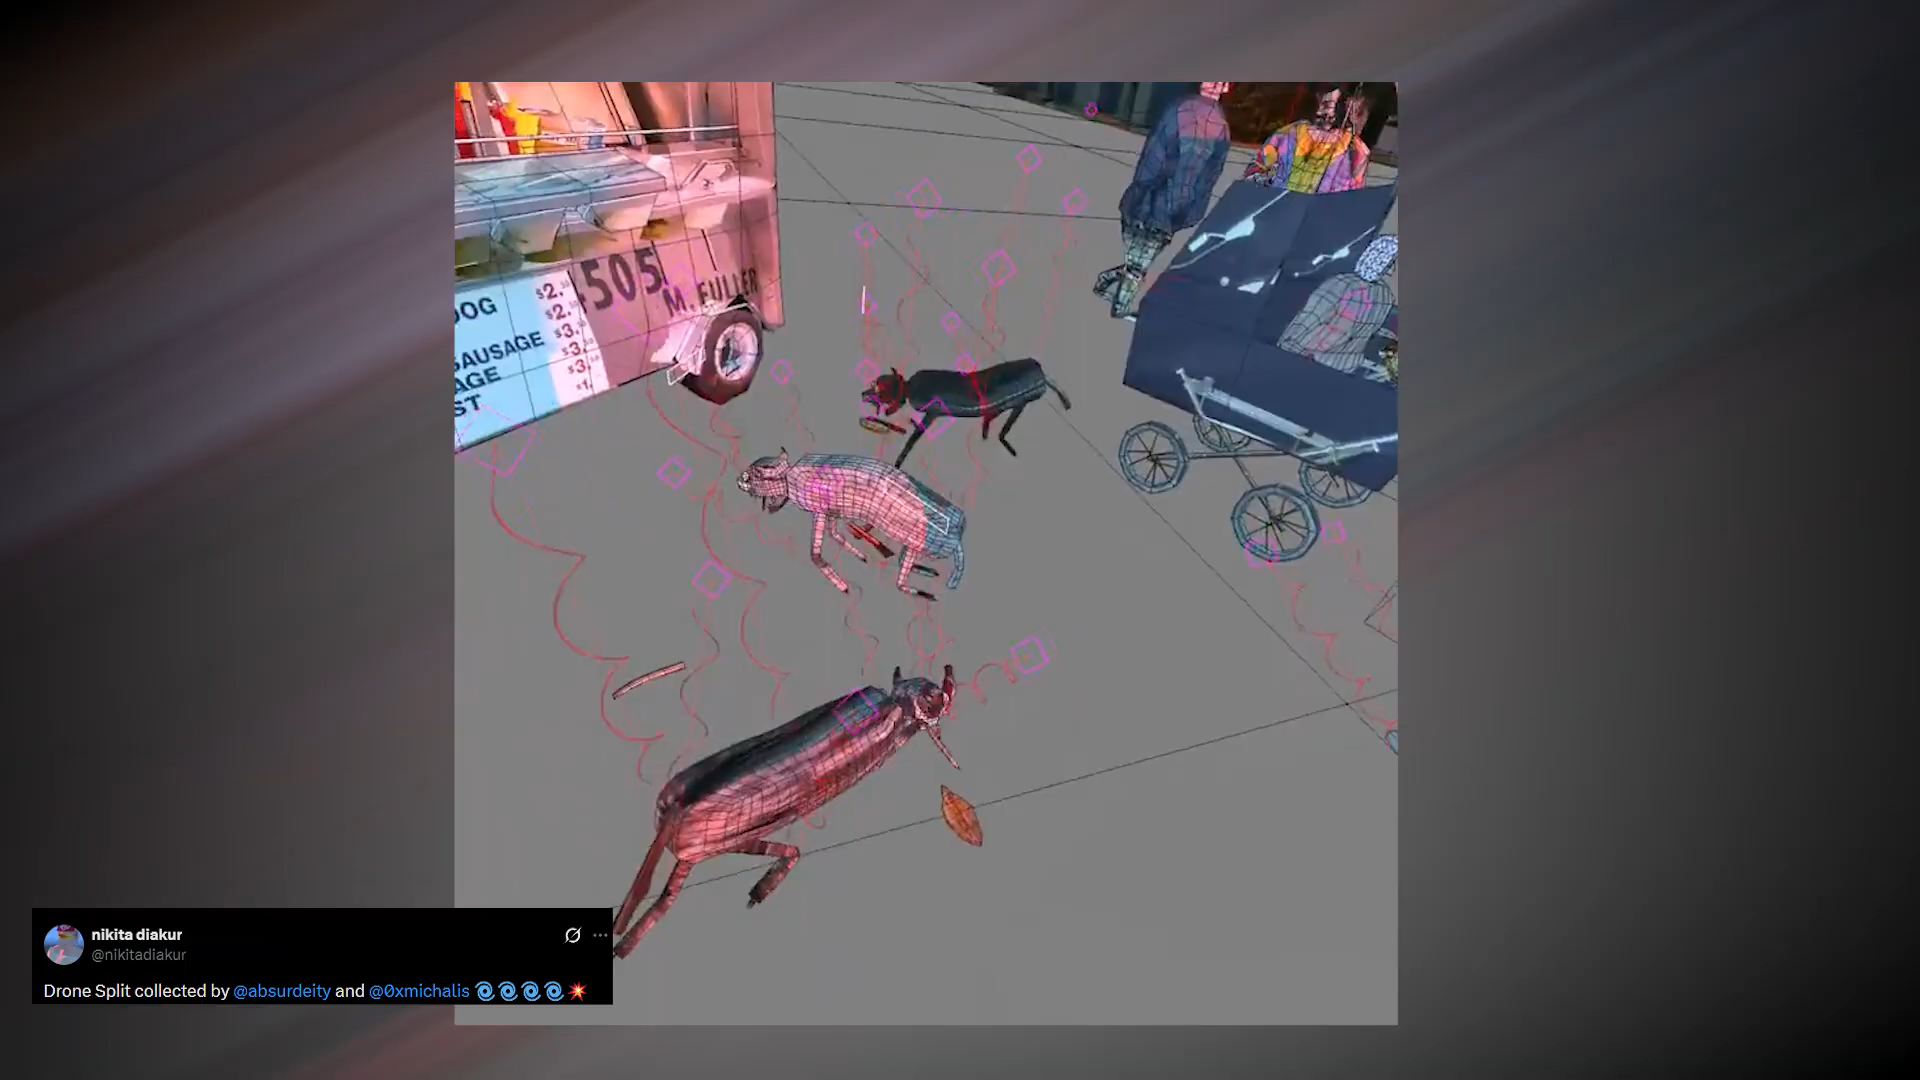 505
M. FULLER
DOG
$2.
$2.
SAUSAGE $3.
$3.
AGE $3.
ST $1.
nikita diakur
@nikitadiakur
Drone Split collected by @absurdeity and @0xmichalis 🌀🌀🌀🌀💥